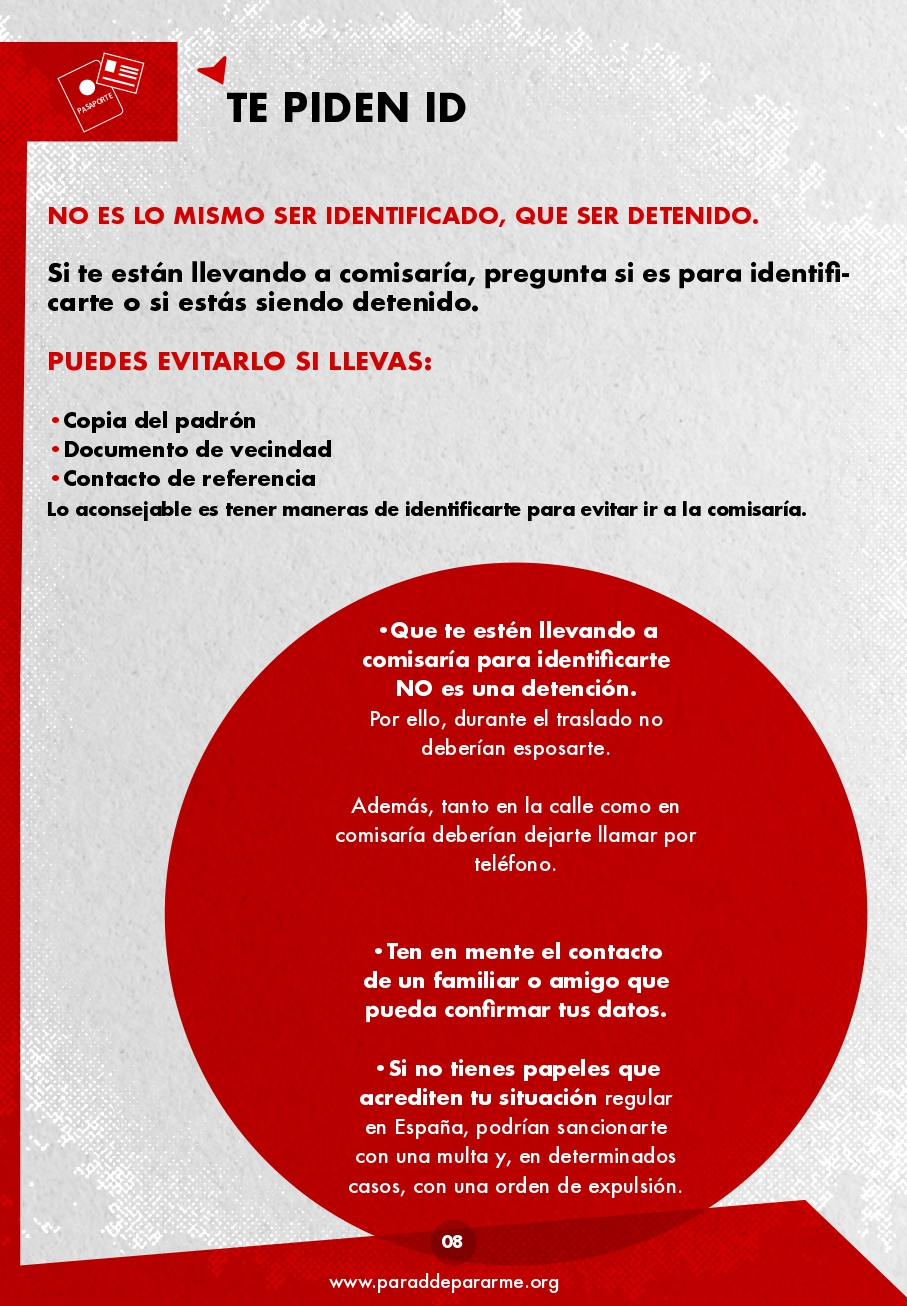 PASAPORTE
TE PIDEN ID
NO ES LO MISMO SER IDENTIFICADO, QUE SER DETENIDO.
Si te están llevando a comisaría, pregunta si es para identifi-
carte o si estás siendo detenido.
PUEDES EVITARLO SI LLEVAS:
•Copia del padrón
•Documento de vecindad
•Contacto de referencia
Lo aconsejable es tener maneras de identificarte para evitar ir a la comisaría.
•Que te estén llevando a
comisaría para identificarte
NO es una detención.
Por ello, durante el traslado no
deberían esposarte.
Además, tanto en la calle como en
comisaría deberían dejarte llamar por
teléfono.
•Ten en mente el contacto
de un familiar o amigo que
pueda confirmar tus datos.
•Si no tienes papeles que
acrediten tu situación regular
en España, podrían sancionarte
con una multa y, en determinados
casos, con una orden de expulsión.
08
www.paraddepararme.org